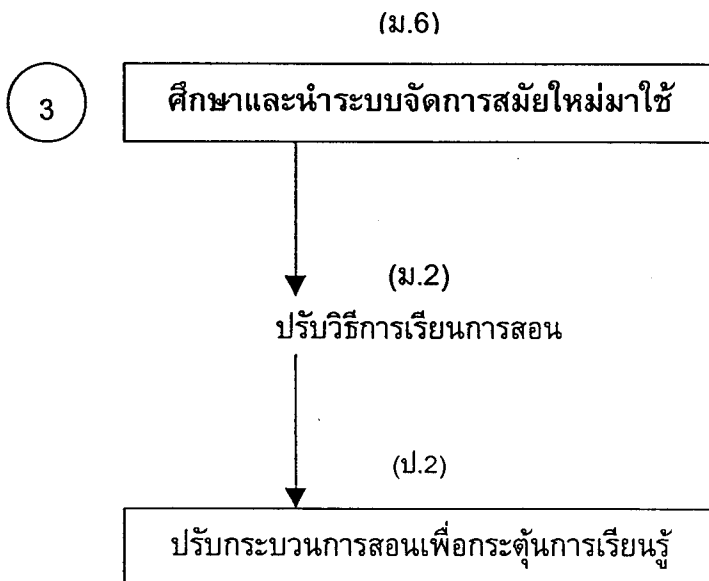 (ม.6)
3
ศึกษาและนำระบบจัดการสมัยใหม่มาใช้
(ม.2)
ปรับวิธีการเรียนการสอน
(ป.2)
ปรับกระบวนการสอนเพื่อกระตุ้นการเรียนรู้